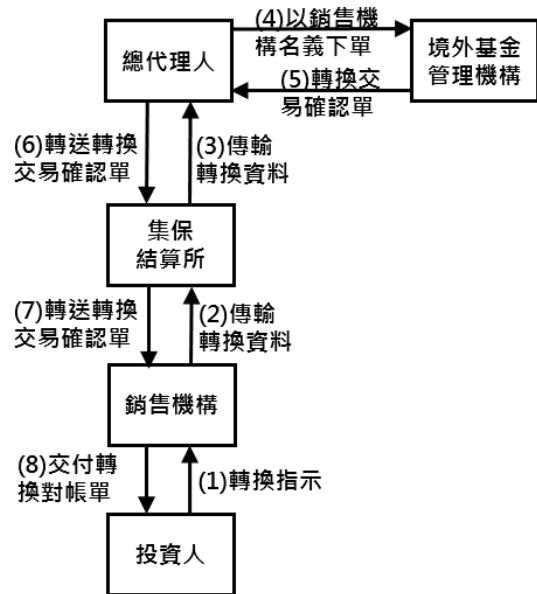 (4)以銷售機
構名義下單
總代理人
境外基金
管理機構
(5)轉換交
易確認單
(6)轉送轉換
交易確認單
(3)傳輸
轉換資料
集保
結算所
(7)轉送轉換
交易確認單
(2)傳輸
轉換資料
銷售機構
(8)交付轉
換對帳單
(1)轉換指示
投資人